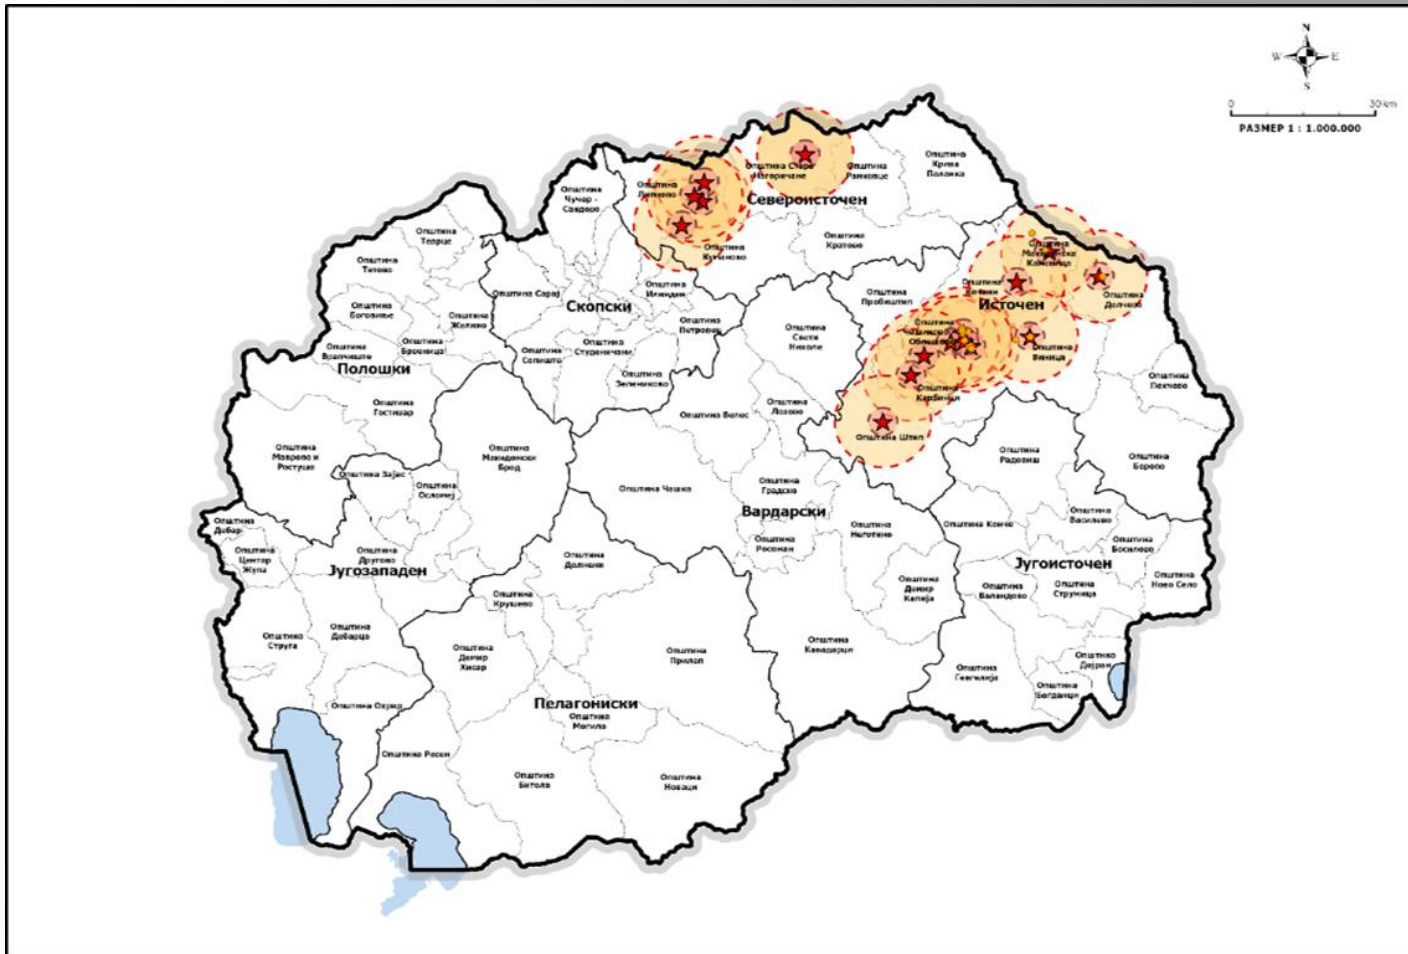 N
W
E
S
0
30 km
РАЗМЕР 1 : 1.000.000
Општина
Крива
Паланка
Општина Старо
Нагоричане
Општина
Ранковце
Општина
Липково
Североисточен
Општина
Чучар -
Сандево
Општина
Куманово
Општина
Кратово
Општина
Теарце
Општина
Тетово
Општина
Македонска
Каменица
Општина
Делчево
Општина
Кочани
Источен
Општина
Пробиштип
Општина Сарај
Скопски
Општина
Илинден
Општина
Петровец
Општина
Боговиње
Општина
Желино
Општина
Брвеница
Општина
Врапчиште
Полошки
Општина
Сопиште
Општина
Студеничани
Општина
Зелениково
Општина
Свети
Николе
Општина
Виница
Општина
Пехчево
Општина
Карбинци
Општина
Гостивар
Општина
Лозово
Општина Велес
Општина Штип
Општина
Маврово и
Ростуша
Општина
Македонски
Брод
Општина Зајас
Општина
Осломеј
Општина Чашка
Општина
Градско
Вардарски
Општина
Росоман
Општина
Неготино
Општина
Радовиш
Општина
Берово
Општина
Василево
Општина Конче
Општина
Босилово
Општина
Дебар
Општина
Центар
Жупа
Општина
Другово
Југозападен
Општина
Долнени
Општина
Крушево
Општина
Демир
Капија
Југоисточен
Општина
Валандово
Општина
Струмица
Општина
Ново Село
Општина
Струга
Општина
Дебарца
Општина
Демир
Хисар
Општина
Прилеп
Општина
Кавадарци
Општина
Гевгелија
Општина
Дојран
Општина
Богданци
Општина Охрид
Пелагониски
Општина
Могила
Општина Ресен
Општина
Битола
Општина
Новаци